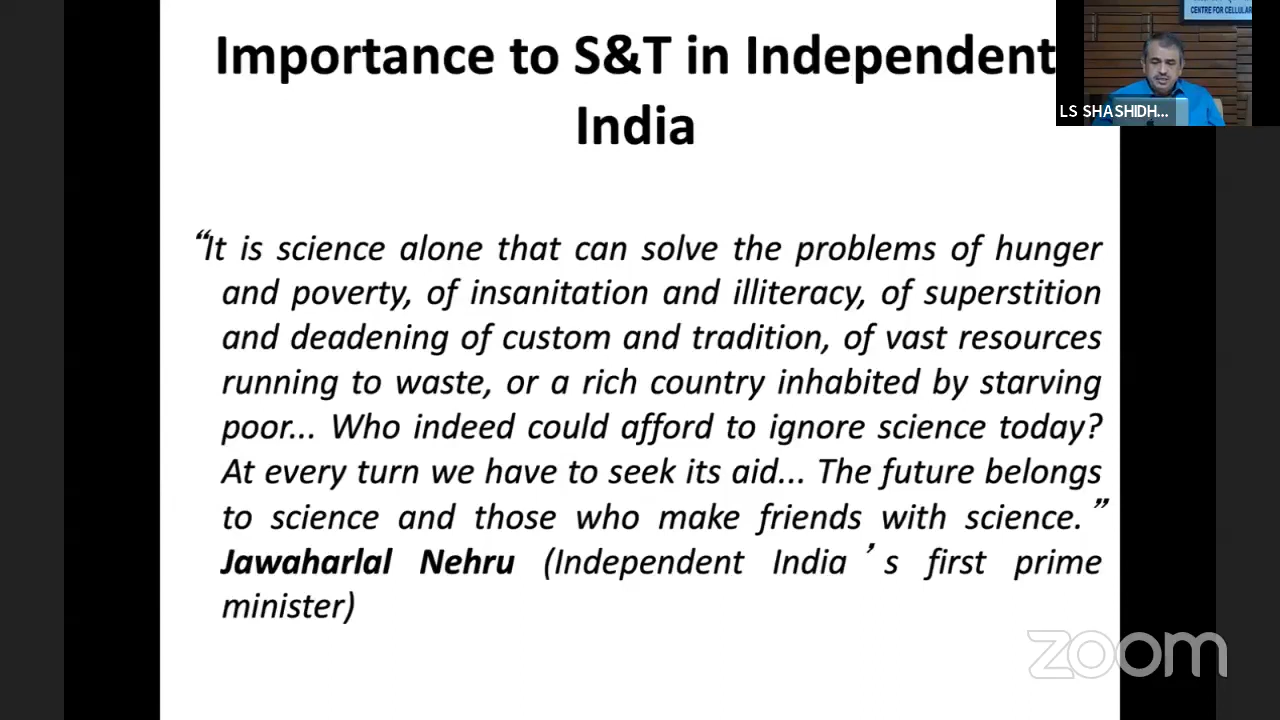 Importance to S&T in Independent
India
CENTRE FOR CELLULAR
LS SHASHIDH...
“It is science alone that can solve the problems of hunger
and poverty, of insanitation and illiteracy, of superstition
and deadening of custom and tradition, of vast resources
running to waste, or a rich country inhabited by starving
poor... Who indeed could afford to ignore science today?
At every turn we have to seek its aid... The future belongs
to science and those who make friends with science.”
Jawaharlal Nehru (Independent India’s first prime
minister)
zoom